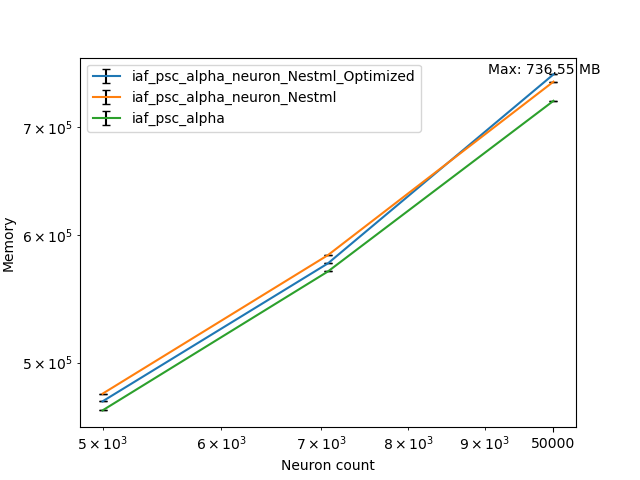 Max: 736.55 MB
iaf_psc_alpha_neuron_Nestml_Optimized
iaf_psc_alpha_neuron_Nestml
iaf_psc_alpha
7 × 10⁵
6 × 10⁵
5 × 10⁵
Memory
5 × 10³ 6 × 10³ 7 × 10³ 8 × 10³ 9 × 10³ 50000
Neuron count